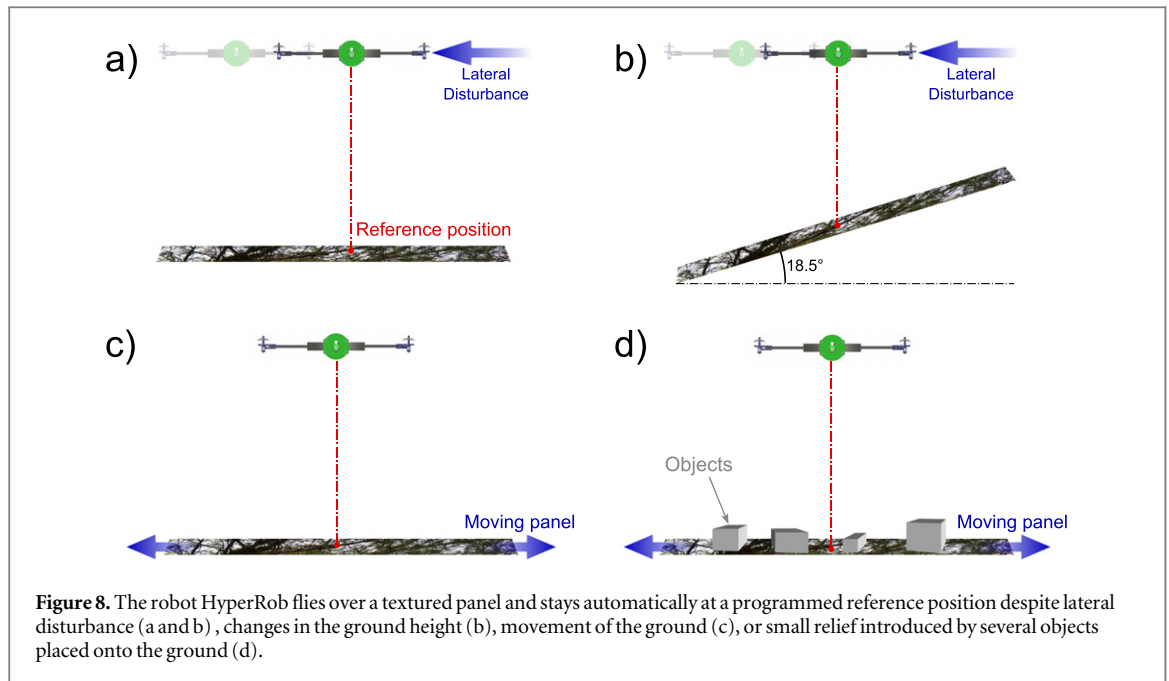 a)
Lateral
Disturbance
Reference position
b)
Lateral
Disturbance
18.5°
c)
Moving panel
d)
Objects
Moving panel
Figure 8. The robot HyperRob flies over a textured panel and stays automatically at a programmed reference position despite lateral
disturbance (a and b) , changes in the ground height (b), movement of the ground (c), or small relief introduced by several objects
placed onto the ground (d).